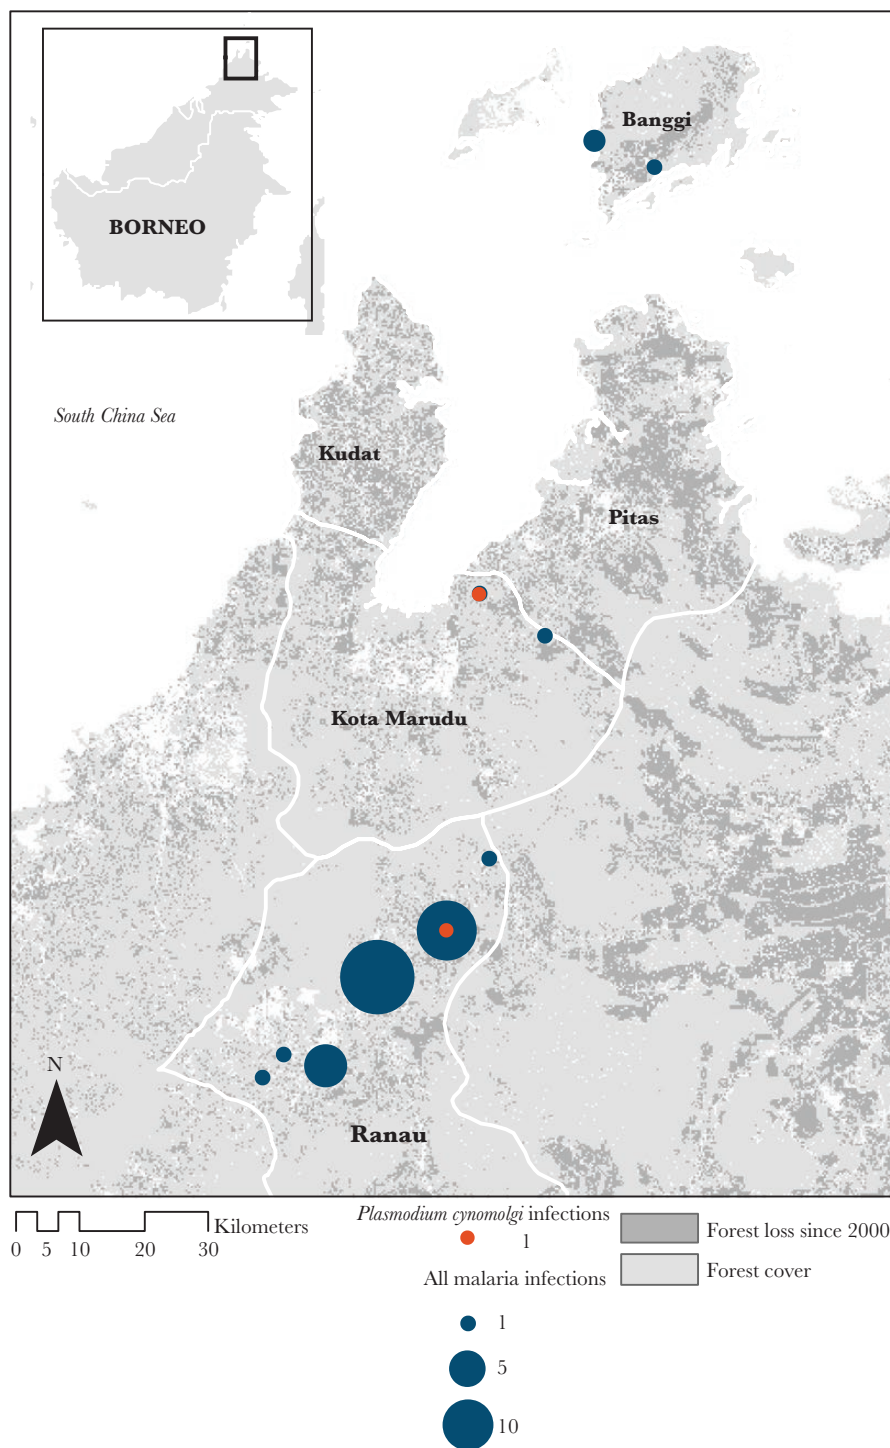 Banggi
BORNEO
South China Sea
Kudat
Pitas
Kota Marudu
N
Ranau
Kilometers
0 5 10 20 30
Plasmodium cynomolgi infections
1
All malaria infections
1
5
10
Forest loss since 2000
Forest cover